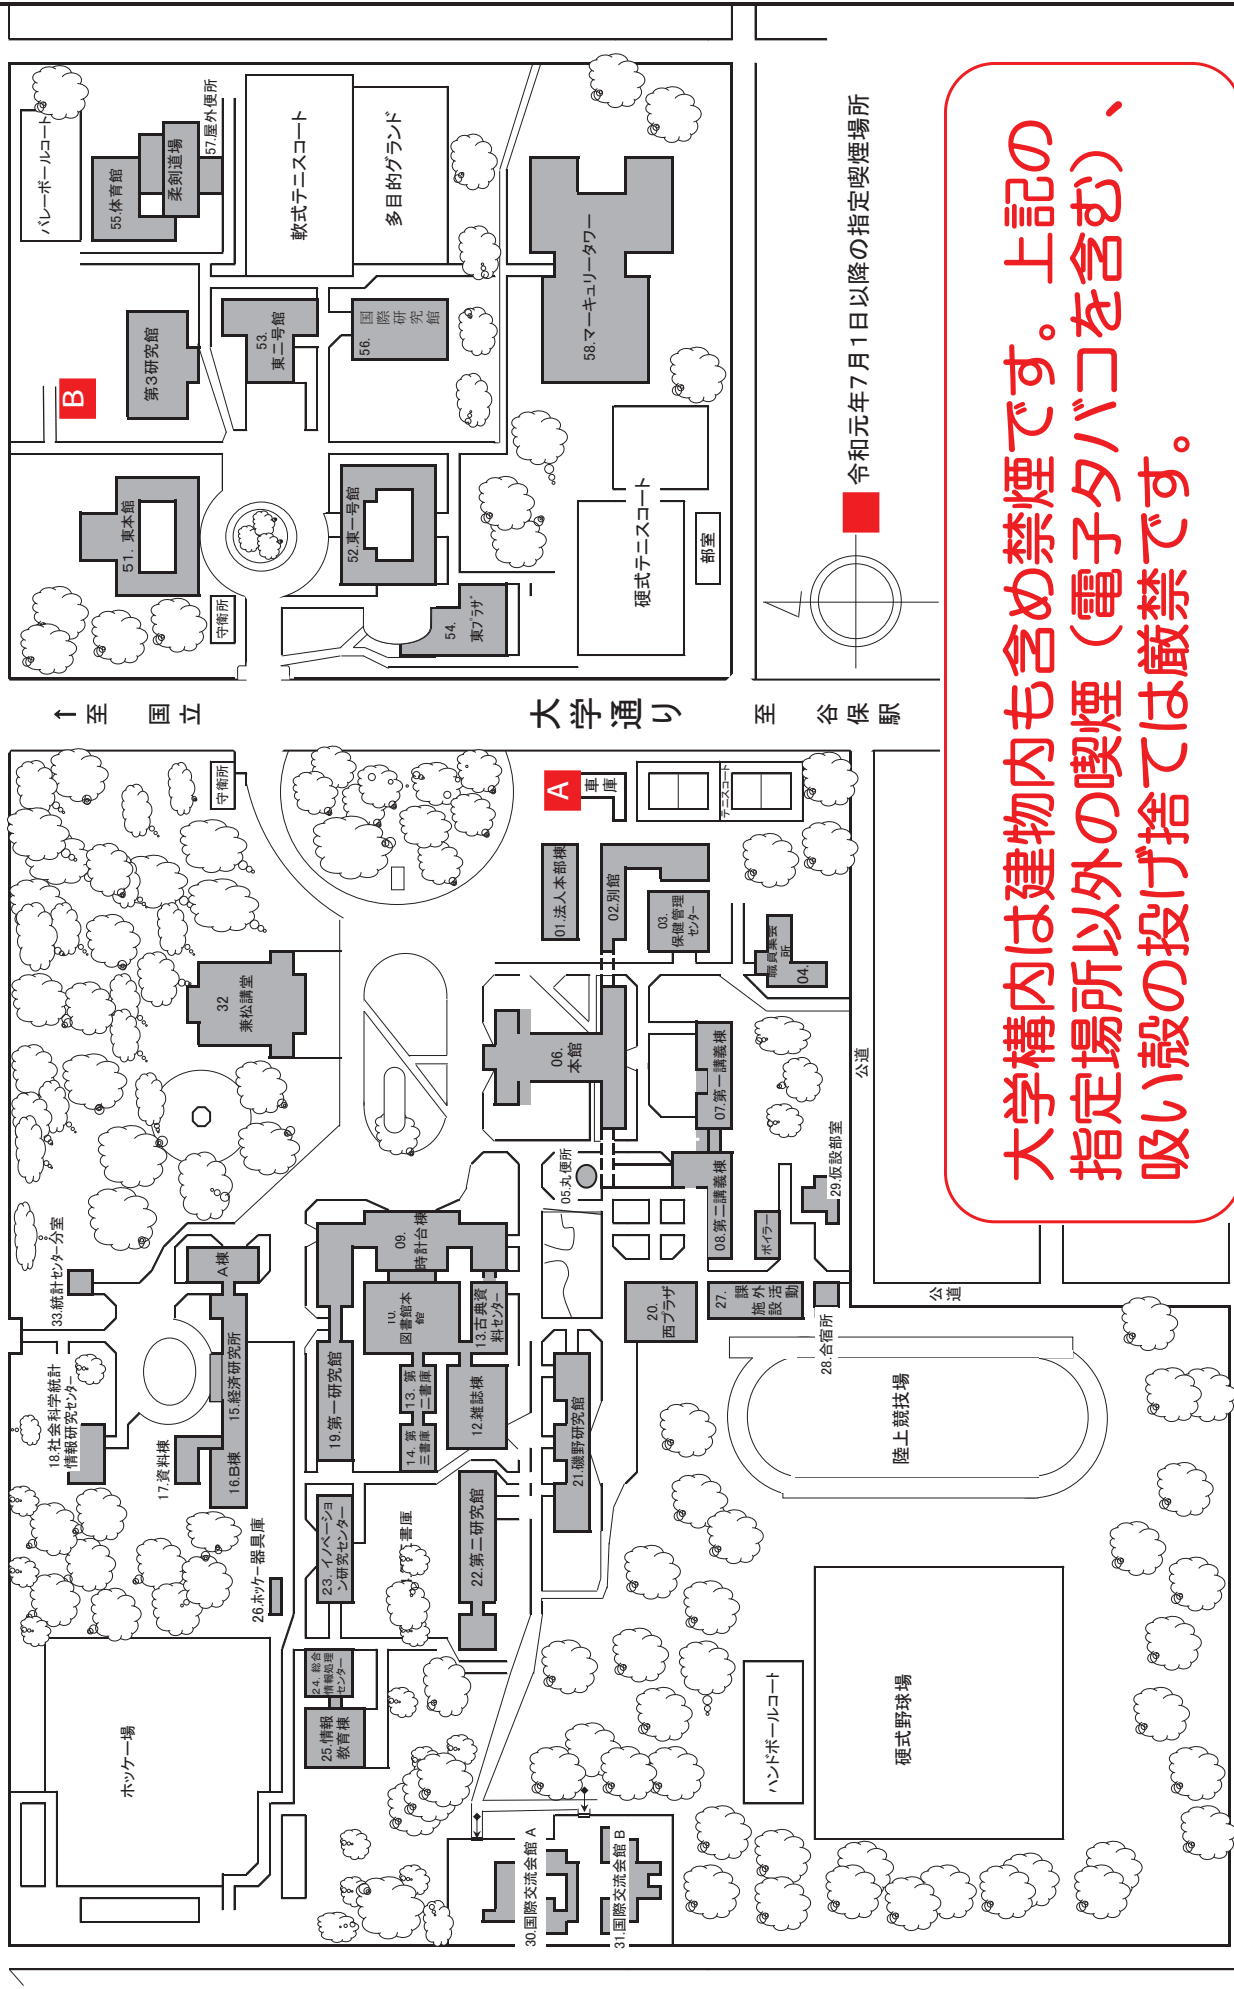 大学構内は建物内も含め禁煙です。上記の
指定場所以外の喫煙（電子タバコを含む）、
吸い殻の投げ捨ては厳禁です。
令和元年７月１日以降の指定喫煙場所
バレーボールコート
55.体育館
柔剣道場
57.屋外便所
軟式テニスコート
多目的グランド
B
第3研究館
53.
東二号館
56.
国際研究館
58.マーキュリータワー
51. 東本館
52.東一号館
守衛所
54.
東プラザ
硬式テニスコート
部室
↑至 国立
大学通り
至 谷保駅
守衛所
A
車庫
テニスコート
01.法人本部棟
02.別館
03.
保健管理
センター
職員集会所
04.
32
兼松講堂
06.
本館
07.第一講義棟
公道
05.丸便所
08.第二講義棟
29.仮設部室
ボイラー
33.統計センター分室
A棟
09.
時計台棟
10.
図書館本館
13.古典資料センター
20.
西プラザ
27.
課外活動施設
28.合宿所
公道
18.社会科学統計
情報研究センター
15.経済研究所
17.資料棟
16.B棟
19.第一研究館
13. 第二書庫
14. 第三書庫
12.雑誌棟
21.磯野研究館
陸上競技場
26.ホッケー器具庫
23. イノベーション研究センター
書庫
22.第二研究館
24. 総合
情報処理
センター
25.情報
教育棟
ホッケー場
ハンドボールコート
硬式野球場
30.国際交流会館 A
31.国際交流会館 B